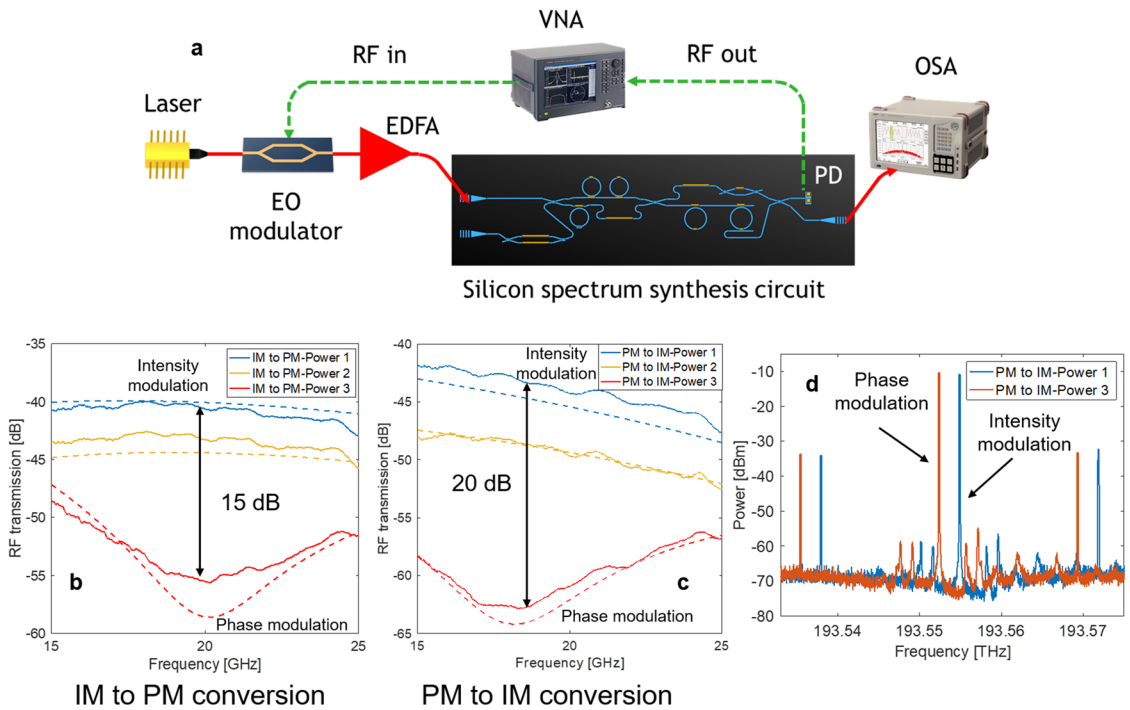 VNA
a
RF in
RF out
OSA
Laser
EDFA
PD
EO
modulator
Silicon spectrum synthesis circuit
-35
-40
-45
-50
-55
-60
RF transmission [dB]
IM to PM-Power 1
IM to PM-Power 2
IM to PM-Power 3
Intensity
modulation
15 dB
b
Phase modulation
15
20
25
Frequency [GHz]
IM to PM conversion
-40
-45
-50
-55
-60
-65
RF transmission [dB]
PM to IM-Power 1
PM to IM-Power 2
PM to IM-Power 3
Intensity
modulation
20 dB
c
Phase modulation
15
20
25
Frequency [GHz]
PM to IM conversion
-10
-20
-30
-40
-50
-60
-70
-80
Power [dBm]
d
PM to IM-Power 1
PM to IM-Power 3
Phase
modulation
Intensity
modulation
193.54
193.55
193.56
193.57
Frequency [THz]